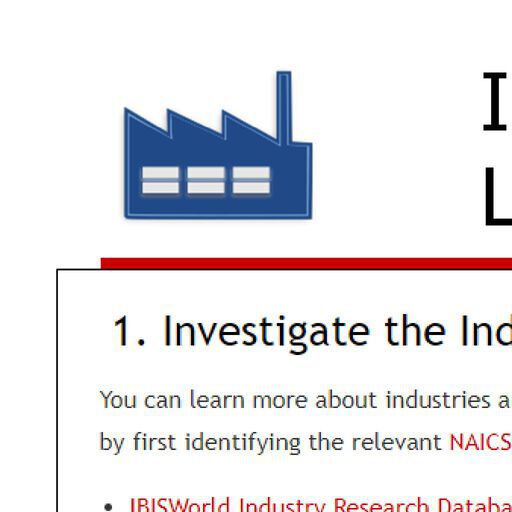 I
L
1. Investigate the Ind
You can learn more about industries a
by first identifying the relevant NAICS
• IBISWorld Industry Research Databa